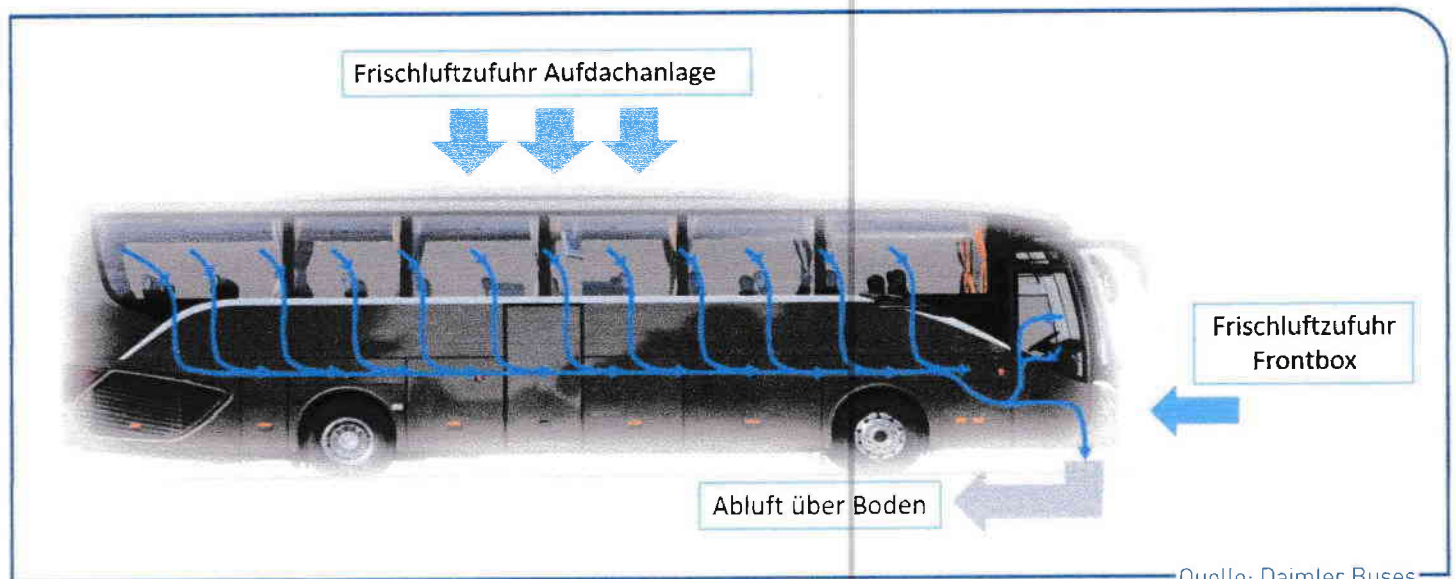 Frischluftzufuhr Aufdachanlage
Frischluftzufuhr
Frontbox
Abluft über Boden
Quelle: Daimler Buses